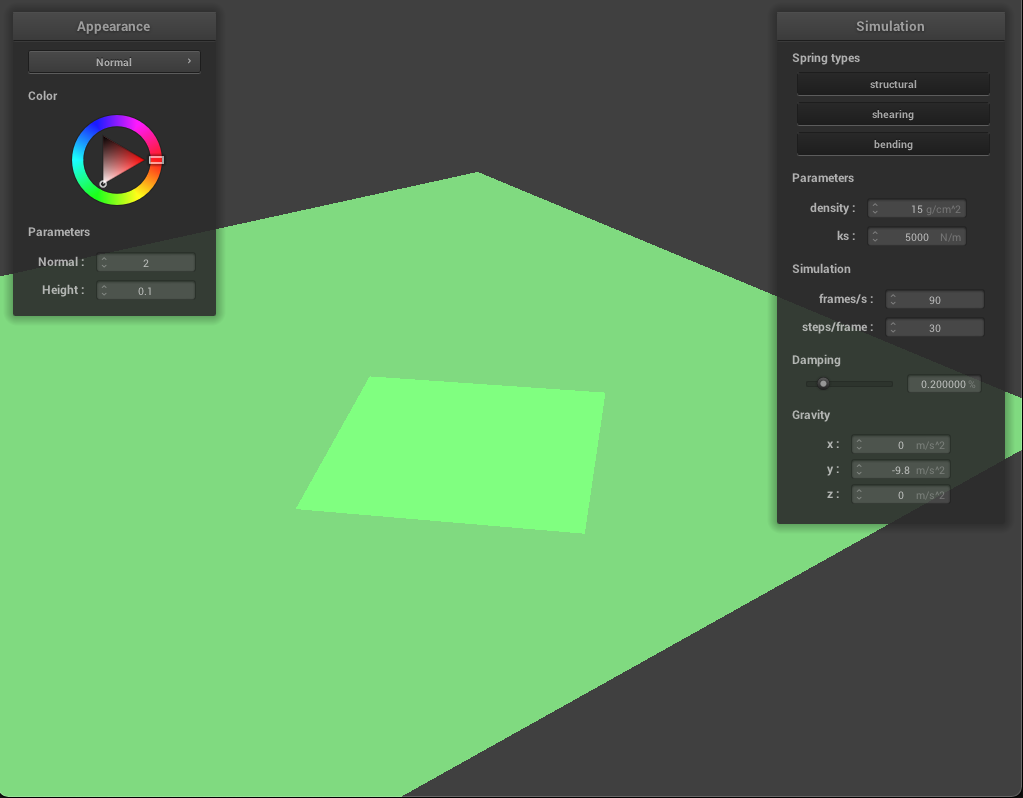 Appearance
Normal
Color
Parameters
Normal : 2
Height : 0.1
Simulation
Spring types
structural
shearing
bending
Parameters
density : 15 g/cm^2
ks : 5000 N/m
Simulation
frames/s : 90
steps/frame : 30
Damping
0.200000 %
Gravity
x : 0 m/s^2
y : -9.8 m/s^2
z : 0 m/s^2